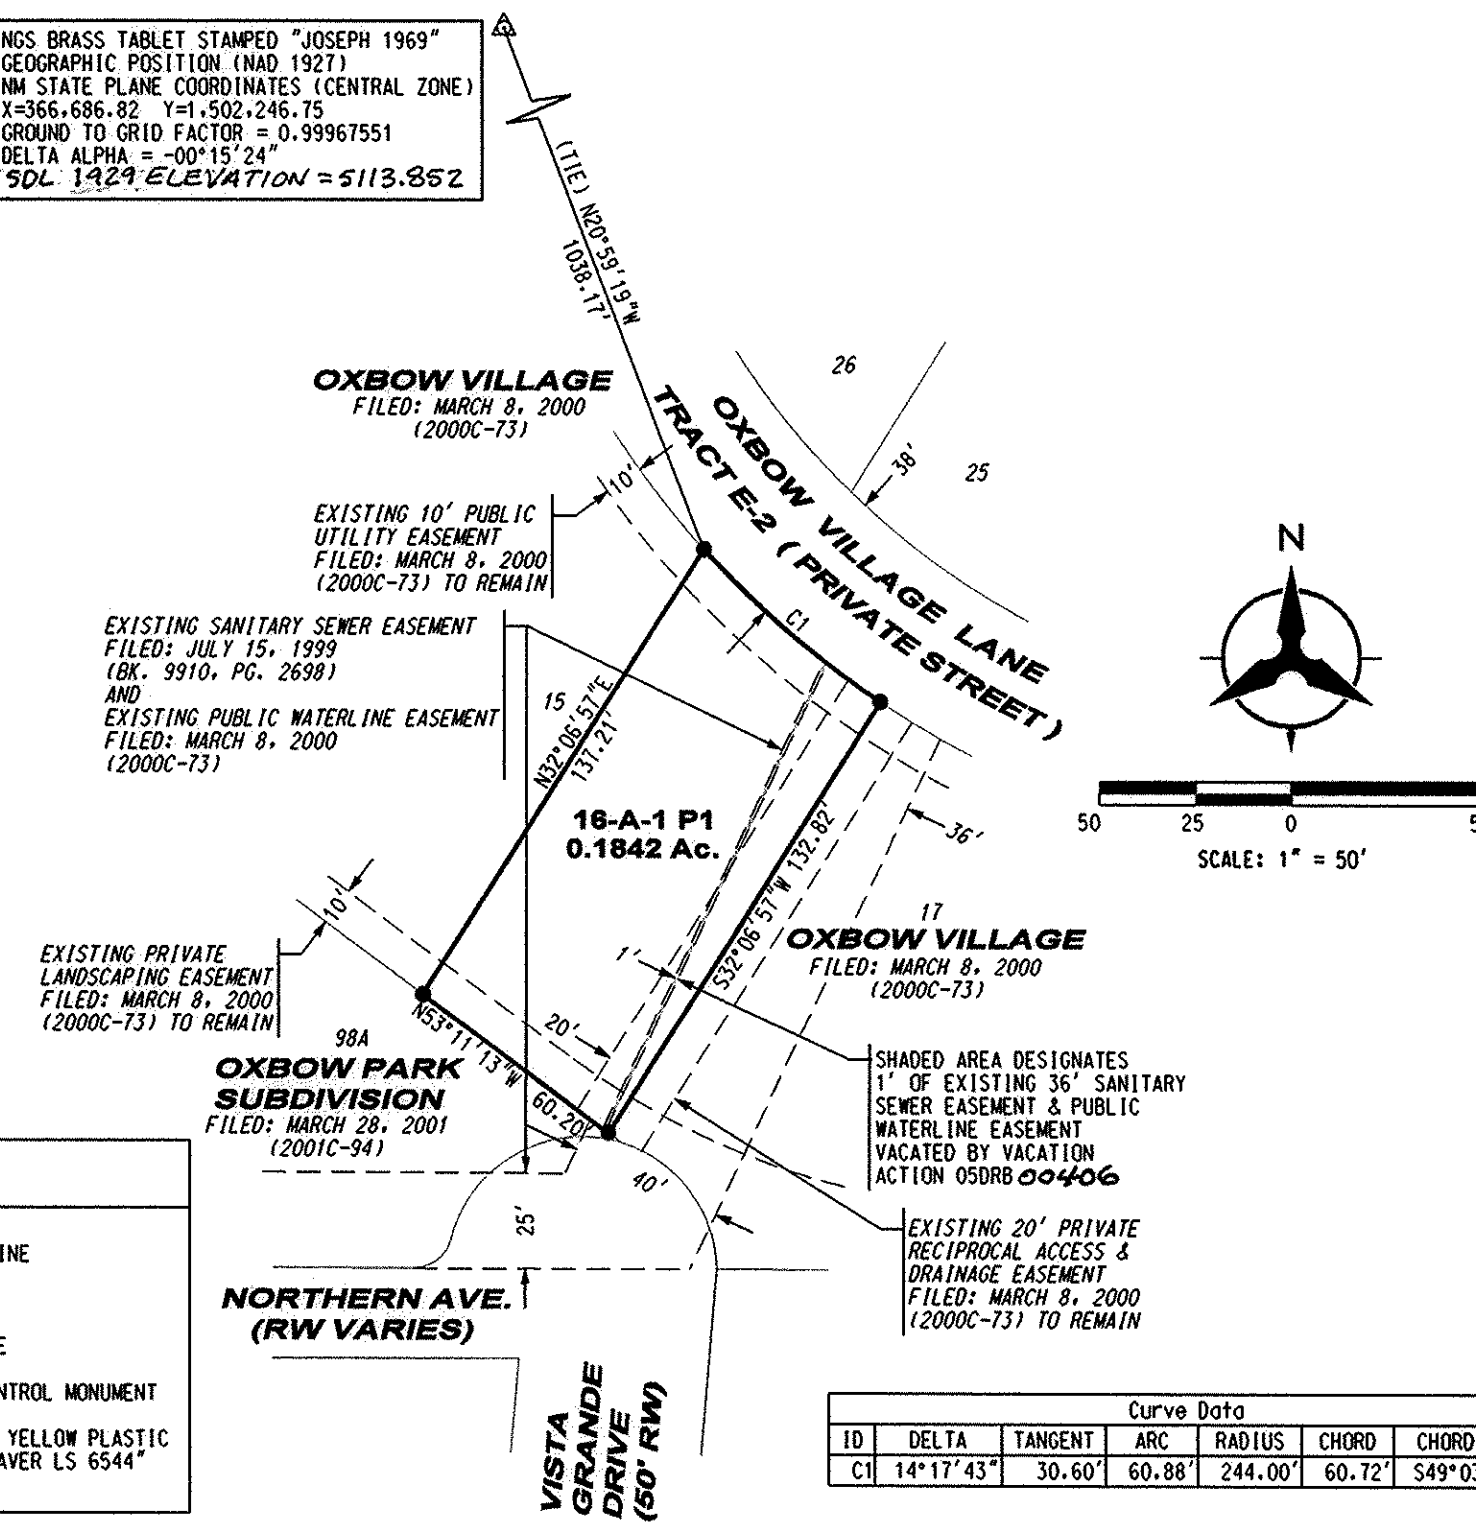 NGS BRASS TABLET STAMPED "JOSEPH 1969"
GEOGRAPHIC POSITION (NAD 1927)
NM STATE PLANE COORDINATES (CENTRAL ZONE)
X=366,686.82 Y=1,502,246.75
GROUND TO GRID FACTOR = 0.99967551
DELTA ALPHA = -00°15'24"
SDL 1929 ELEVATION = 5113.852
(TIE) N20°59'19"W
1038.17'
OXBOW VILLAGE
FILED: MARCH 8, 2000
(2000C-73)
26
25
38'
OXBOW VILLAGE LANE
TRACT E-2 (PRIVATE STREET)
10'
EXISTING 10' PUBLIC
UTILITY EASEMENT
FILED: MARCH 8, 2000
(2000C-73) TO REMAIN
N
C1
EXISTING SANITARY SEWER EASEMENT
FILED: JULY 15, 1999
(BK. 9910, PG. 2698)
AND
EXISTING PUBLIC WATERLINE EASEMENT
FILED: MARCH 8, 2000
(2000C-73)
15
N32°06'57"E
137.21'
16-A-1 P1
0.1842 Ac.
S32°06'57"W 132.82'
36'
50 25 0 5
SCALE: 1" = 50'
17
OXBOW VILLAGE
FILED: MARCH 8, 2000
(2000C-73)
10'
EXISTING PRIVATE
LANDSCAPING EASEMENT
FILED: MARCH 8, 2000
(2000C-73) TO REMAIN
1'
20'
N53°11'13"W 60.20'
98A
OXBOW PARK
SUBDIVISION
FILED: MARCH 28, 2001
(2001C-94)
SHADED AREA DESIGNATES
1' OF EXISTING 36' SANITARY
SEWER EASEMENT & PUBLIC
WATERLINE EASEMENT
VACATED BY VACATION
ACTION 05DRB 00406
40'
25'
EXISTING 20' PRIVATE
RECIPROCAL ACCESS &
DRAINAGE EASEMENT
FILED: MARCH 8, 2000
(2000C-73) TO REMAIN
NORTHERN AVE.
(RW VARIES)
VISTA
GRANDE
DRIVE
(50' RW)
INE
E
NTROL MONUMENT
YELLOW PLASTIC
AVER LS 6544"
Curve Data
ID DELTA TANGENT ARC RADIUS CHORD CHORD
C1 14°17'43" 30.60' 60.88' 244.00' 60.72' S49°03